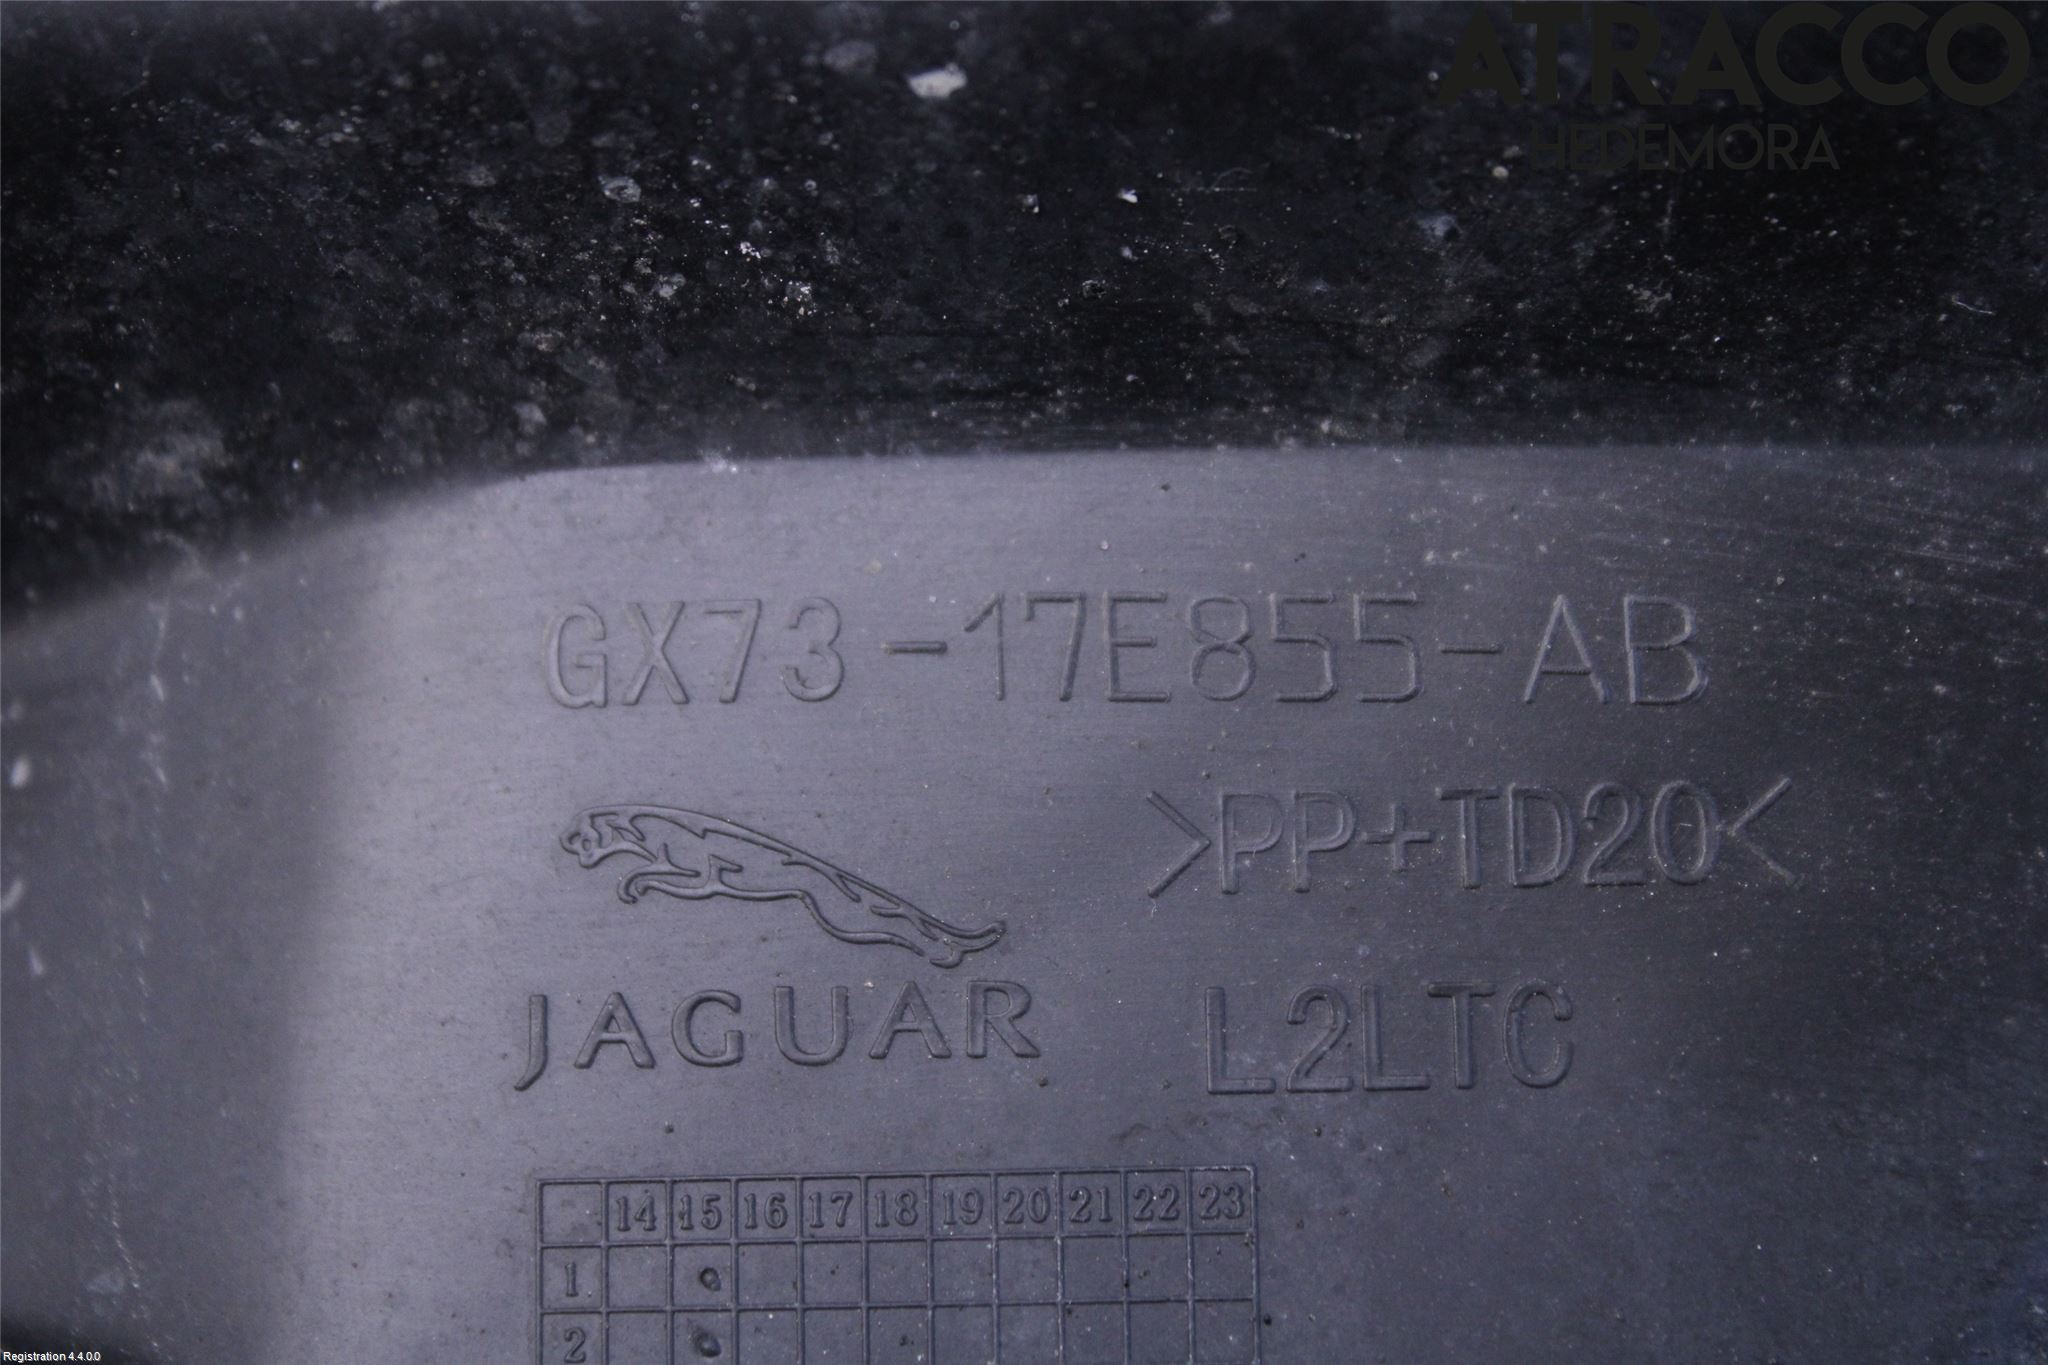 ATRACCO
HEDEMORA
GX73-17E855-AB
>PP+TD20<
JAGUAR L2LTC
14 15 16 17 18 19 20 21 22 23
1
2
Registration 4.4.0.0